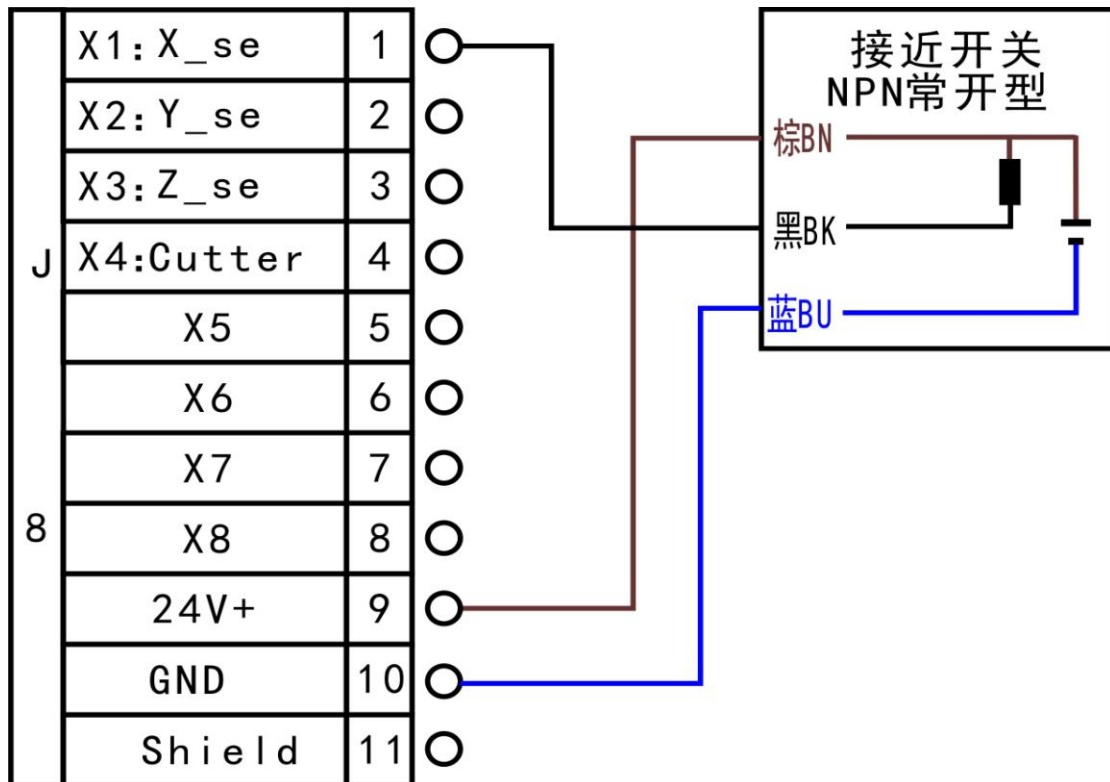 J8
X1:X_se 1
X2:Y_se 2
X3:Z_se 3
X4:Cutter 4
X5 5
X6 6
X7 7
X8 8
24V+ 9
GND 10
Shield 11
接近开关
NPN常开型
棕BN
黑BK
蓝BU